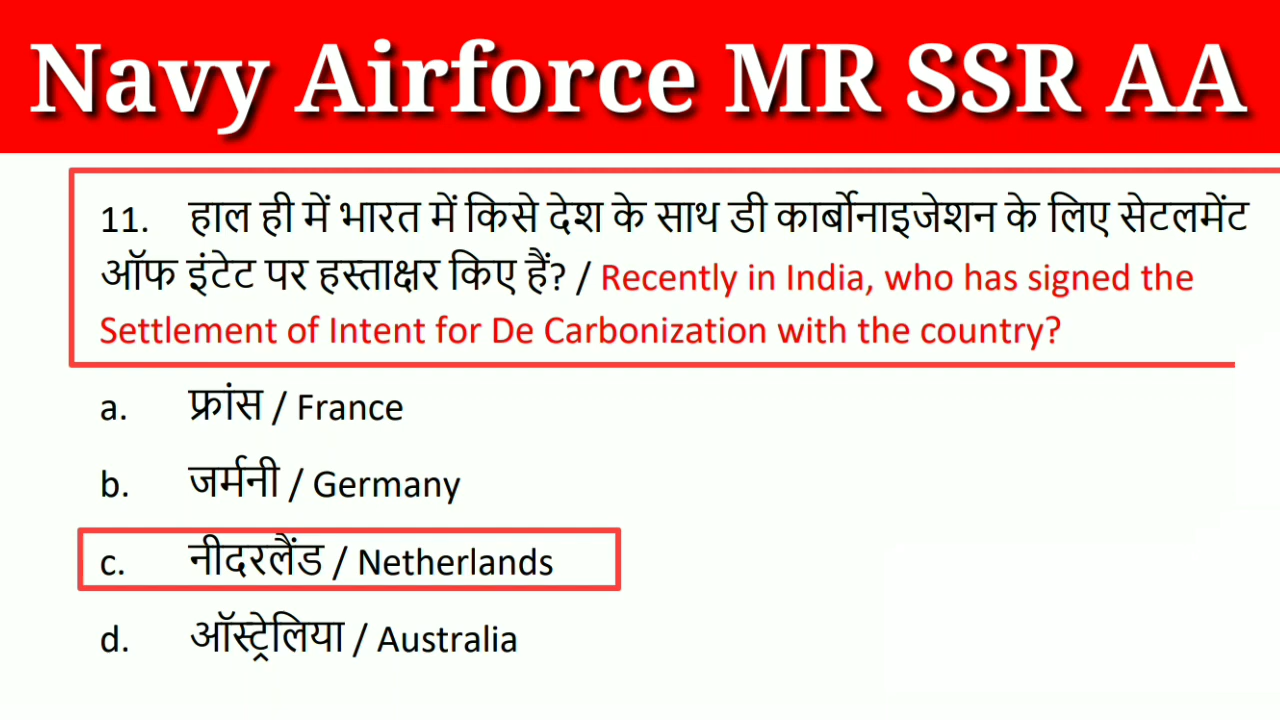 Navy Airforce MR SSR AA
11. हाल ही में भारत में किसे देश के साथ डी कार्बोनाइजेशन के लिए सेटलमेंट
ऑफ इंटेट पर हस्ताक्षर किए हैं? / Recently in India, who has signed the
Settlement of Intent for De Carbonization with the country?
a. फ्रांस / France
b. जर्मनी / Germany
c. नीदरलैंड / Netherlands
d. ऑस्ट्रेलिया / Australia